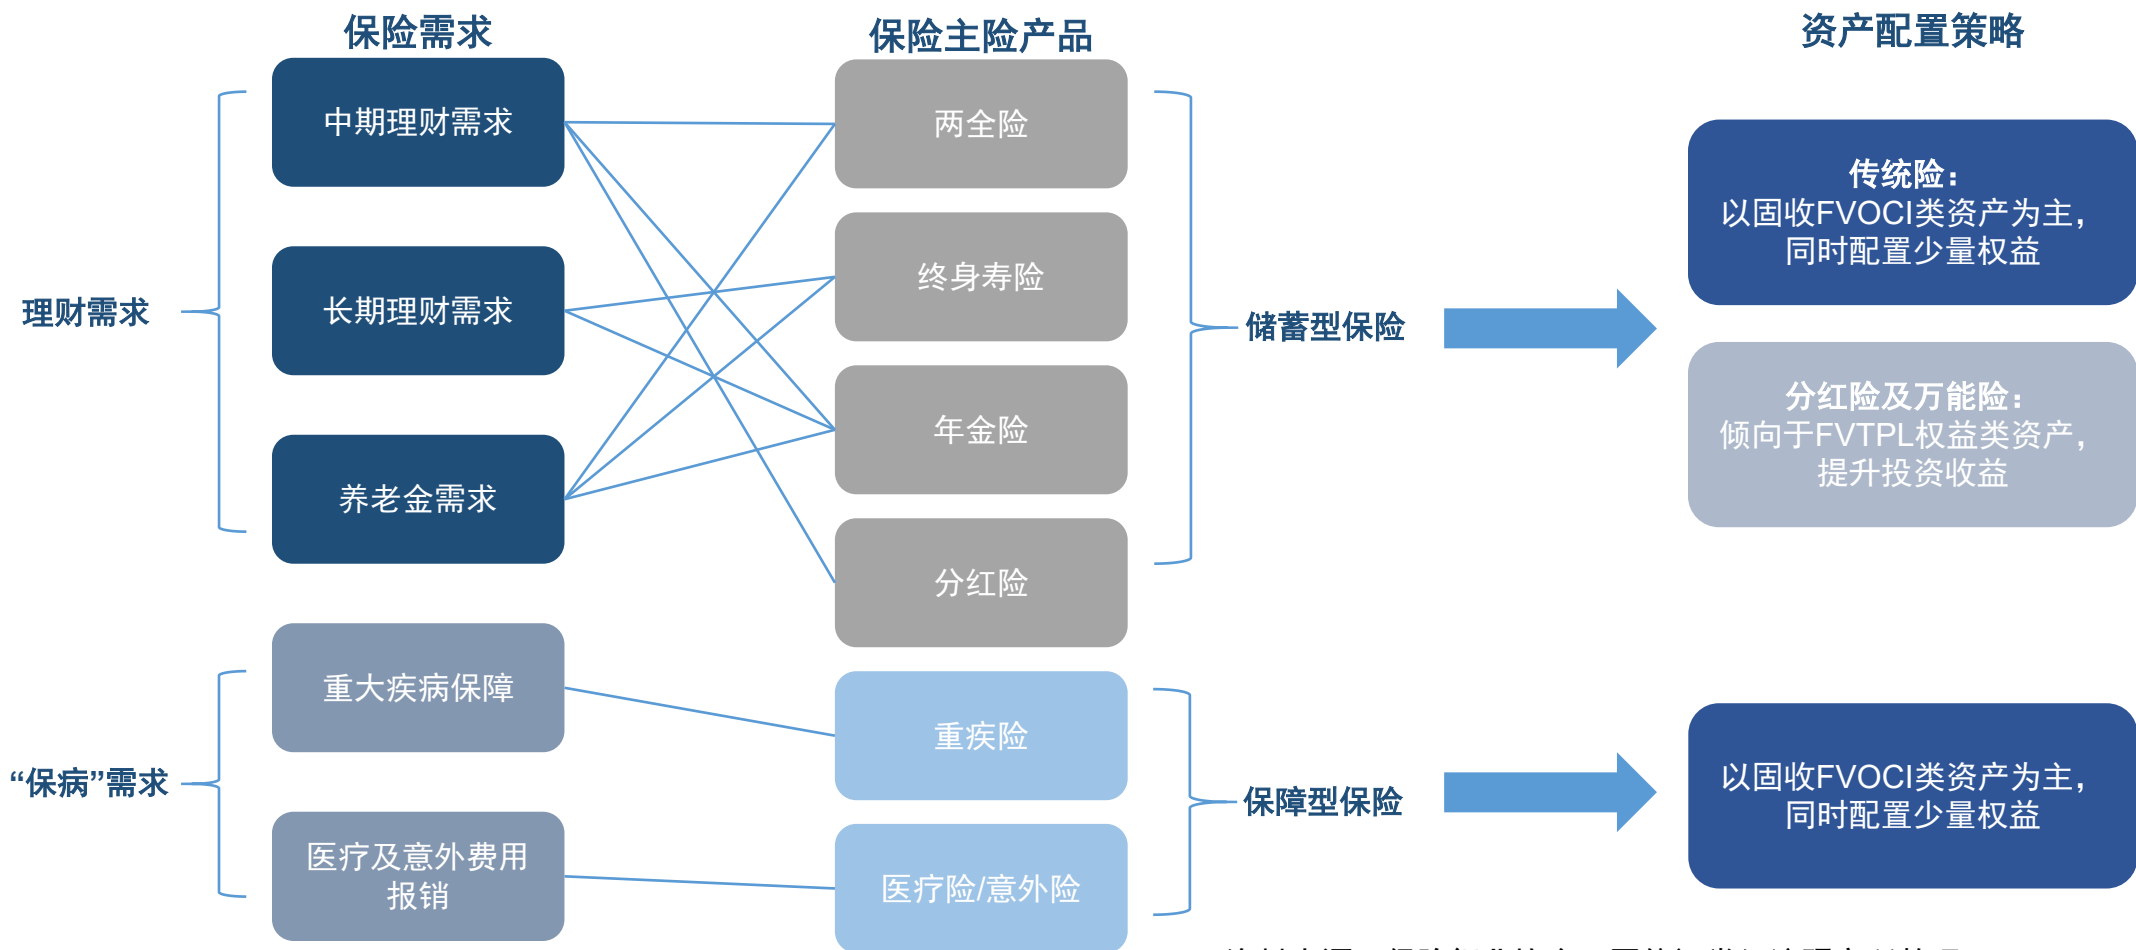 保险需求
保险主险产品
资产配置策略
理财需求
中期理财需求
长期理财需求
养老金需求
“保病”需求
重大疾病保障
医疗及意外费用
报销
两全险
终身寿险
年金险
分红险
重疾险
医疗险/意外险
储蓄型保险
保障型保险
传统险：
以固收FVOCI类资产为主，
同时配置少量权益
分红险及万能险：
倾向于FVTPL权益类资产，
提升投资收益
以固收FVOCI类资产为主，
同时配置少量权益